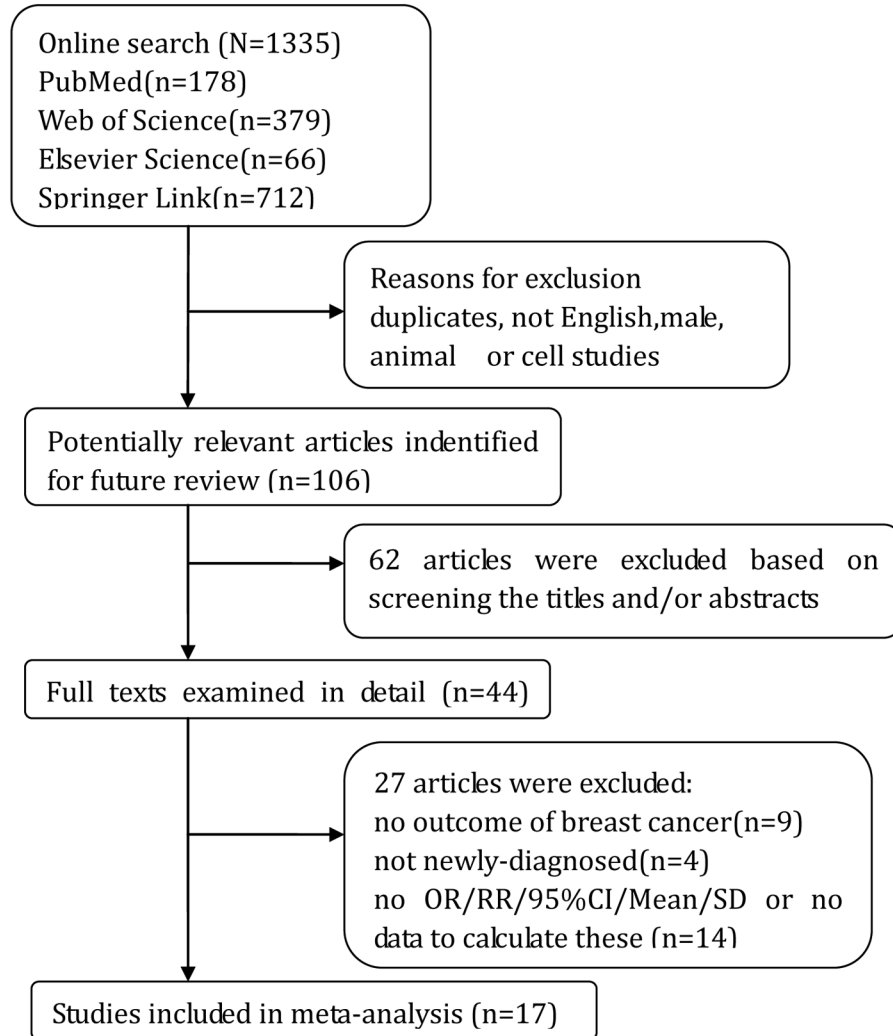 Online search (N=1335)
PubMed(n=178)
Web of Science(n=379)
Elsevier Science(n=66)
Springer Link(n=712)
Reasons for exclusion
duplicates, not English,male,
animal or cell studies
Potentially relevant articles indentified
for future review (n=106)
62 articles were excluded based on
screening the titles and/or abstracts
Full texts examined in detail (n=44)
27 articles were excluded:
no outcome of breast cancer(n=9)
not newly-diagnosed(n=4)
no OR/RR/95%CI/Mean/SD or no
data to calculate these (n=14)
Studies included in meta-analysis (n=17)